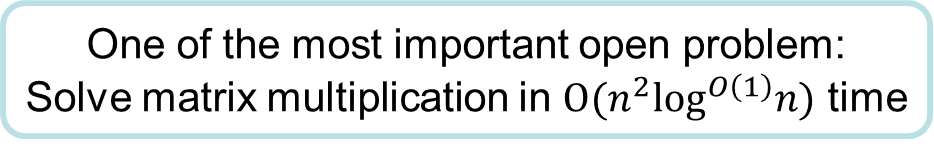 One of the most important open problem:
Solve matrix multiplication in O(n²log^{O(1)}n) time